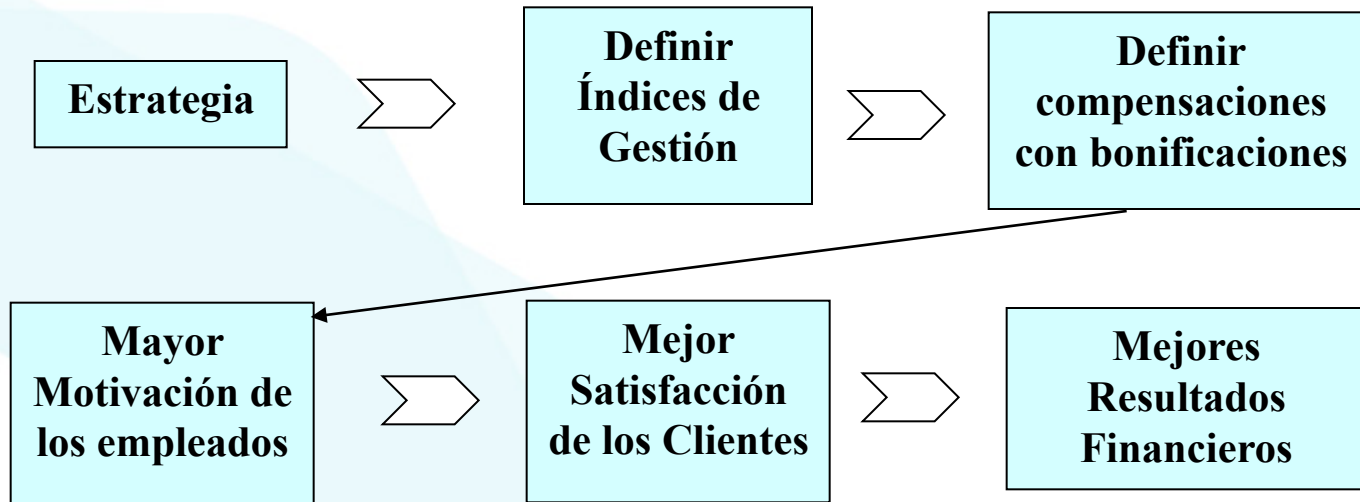 Estrategia
Definir
Índices de
Gestión
Definir
compensaciones
con bonificaciones
Mayor
Motivación de
los empleados
Mejor
Satisfacción
de los Clientes
Mejores
Resultados
Financieros